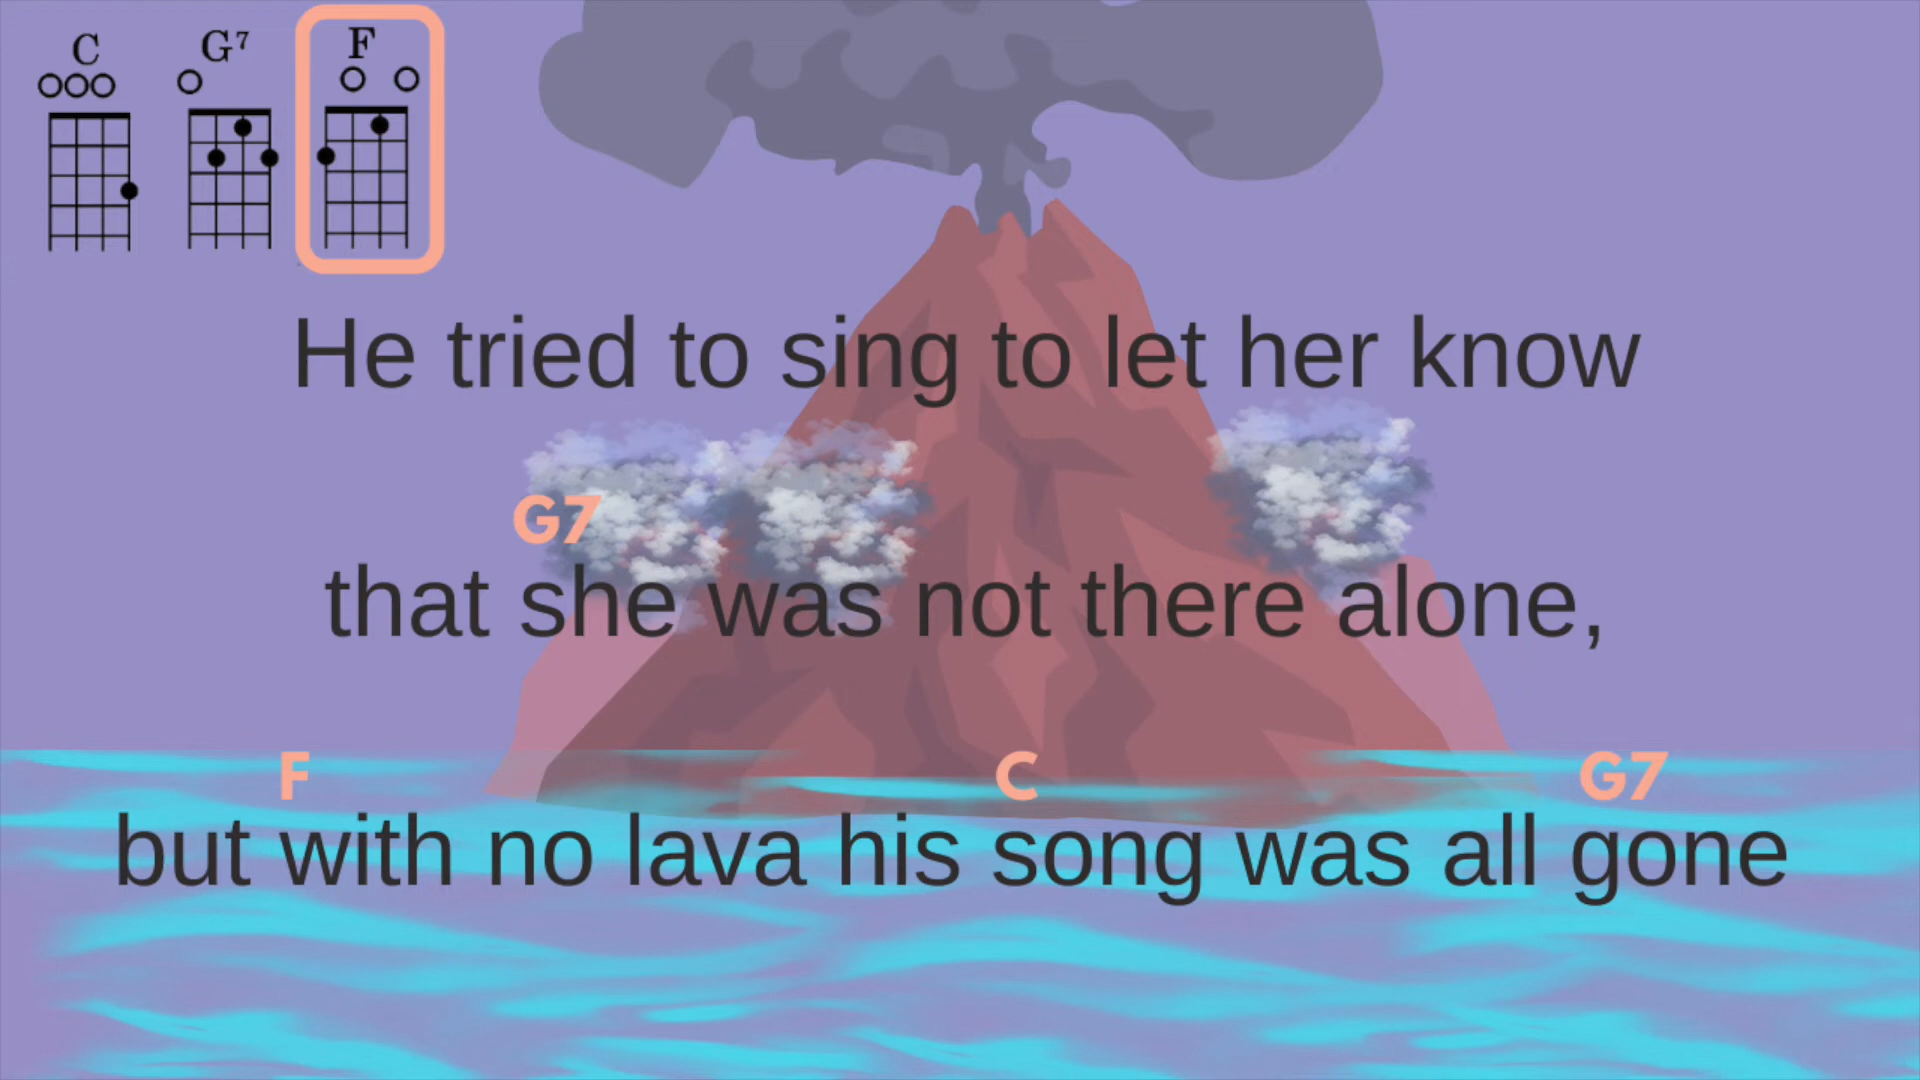 C G⁷ F
He tried to sing to let her know
G7
that she was not there alone,
F C G7
but with no lava his song was all gone